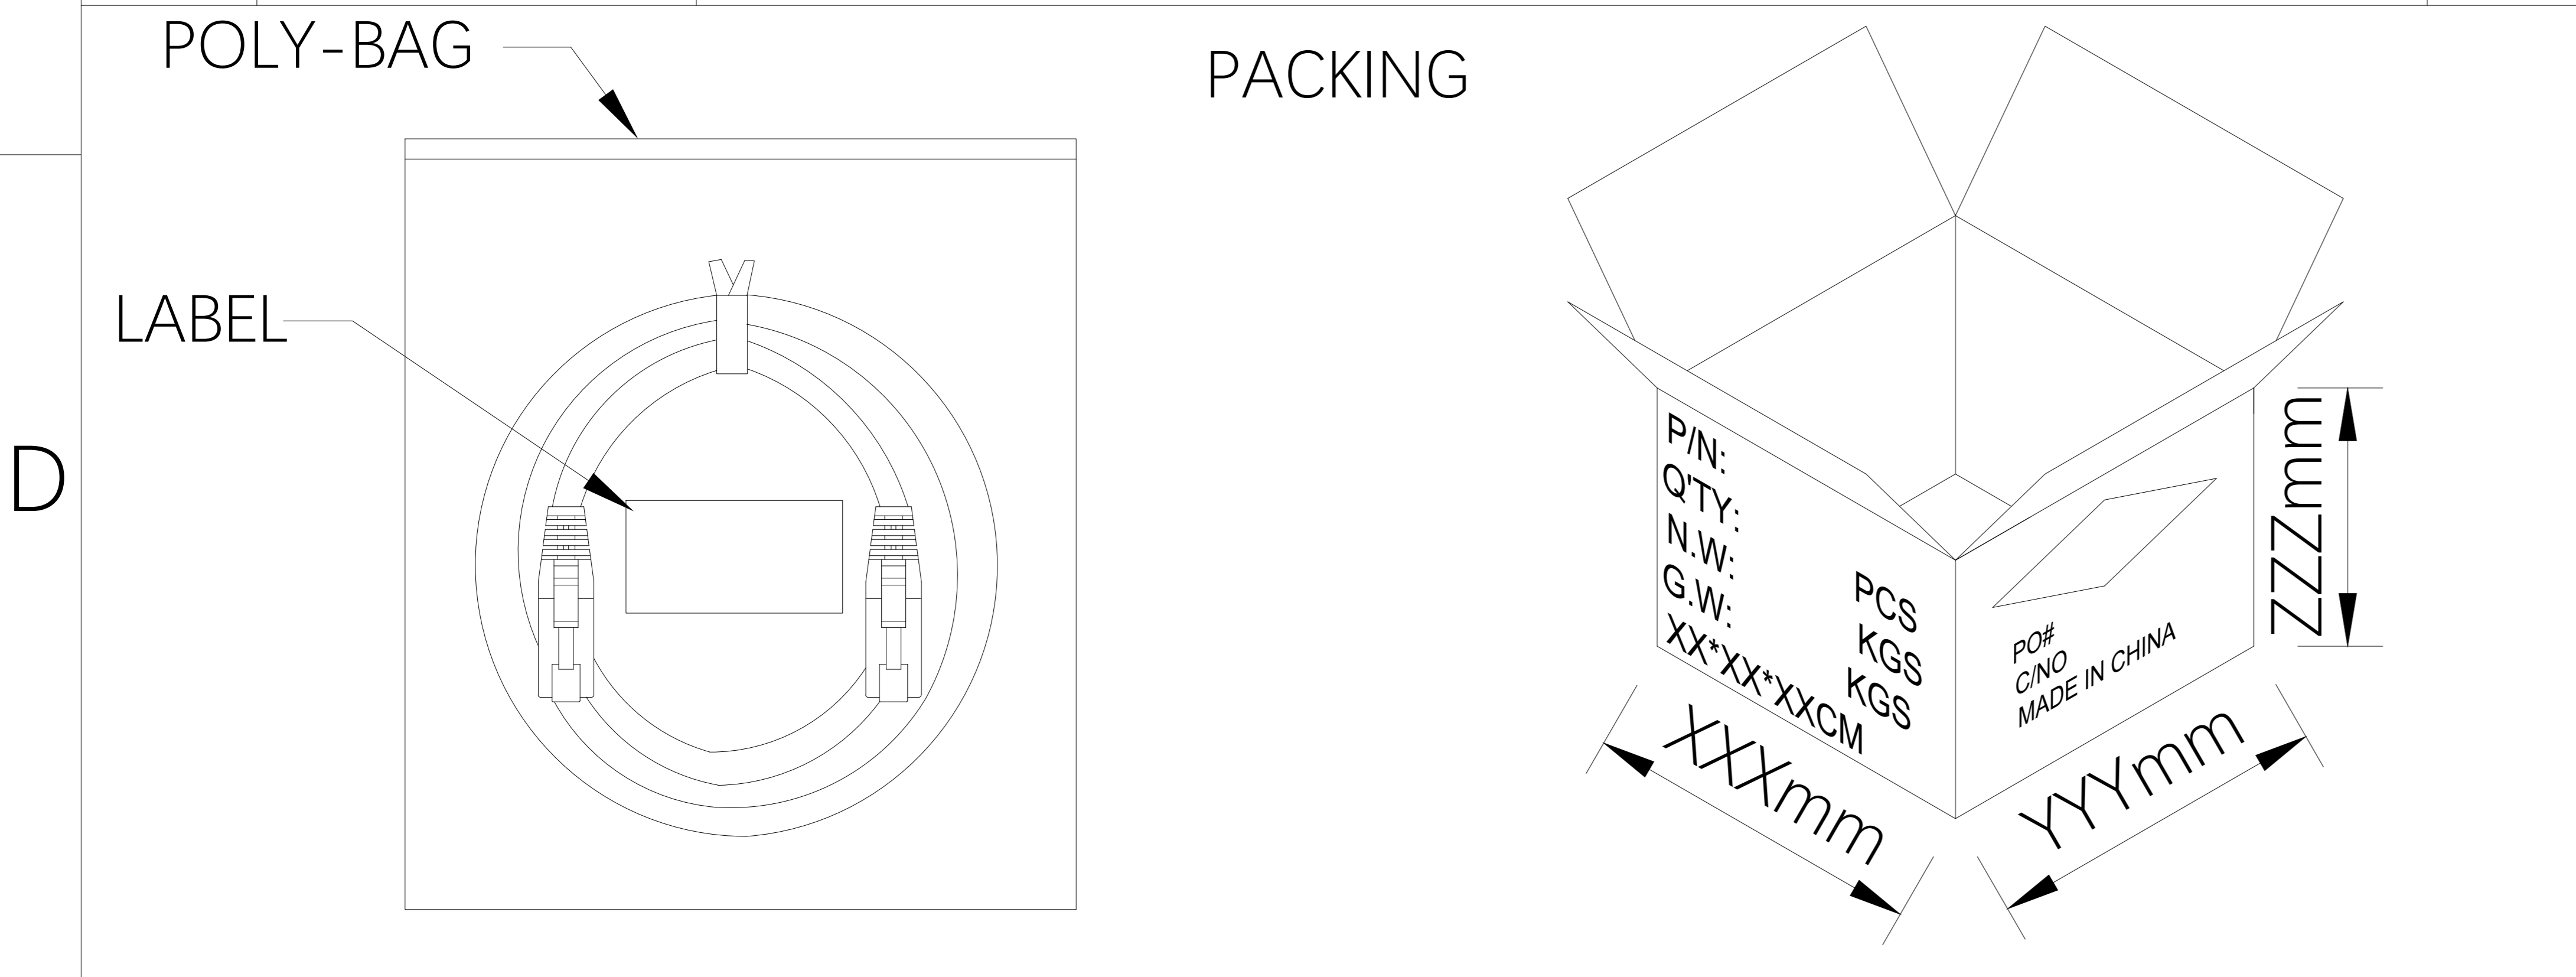 POLY-BAG
PACKING
LABEL
D
P/N:
Q'TY:
PCS
N.W:
KGS
G.W:
KGS
XX*XX*XXCM
PO#
C/NO
MADE IN CHINA
ZZZmm
XXXmm
YYYmm